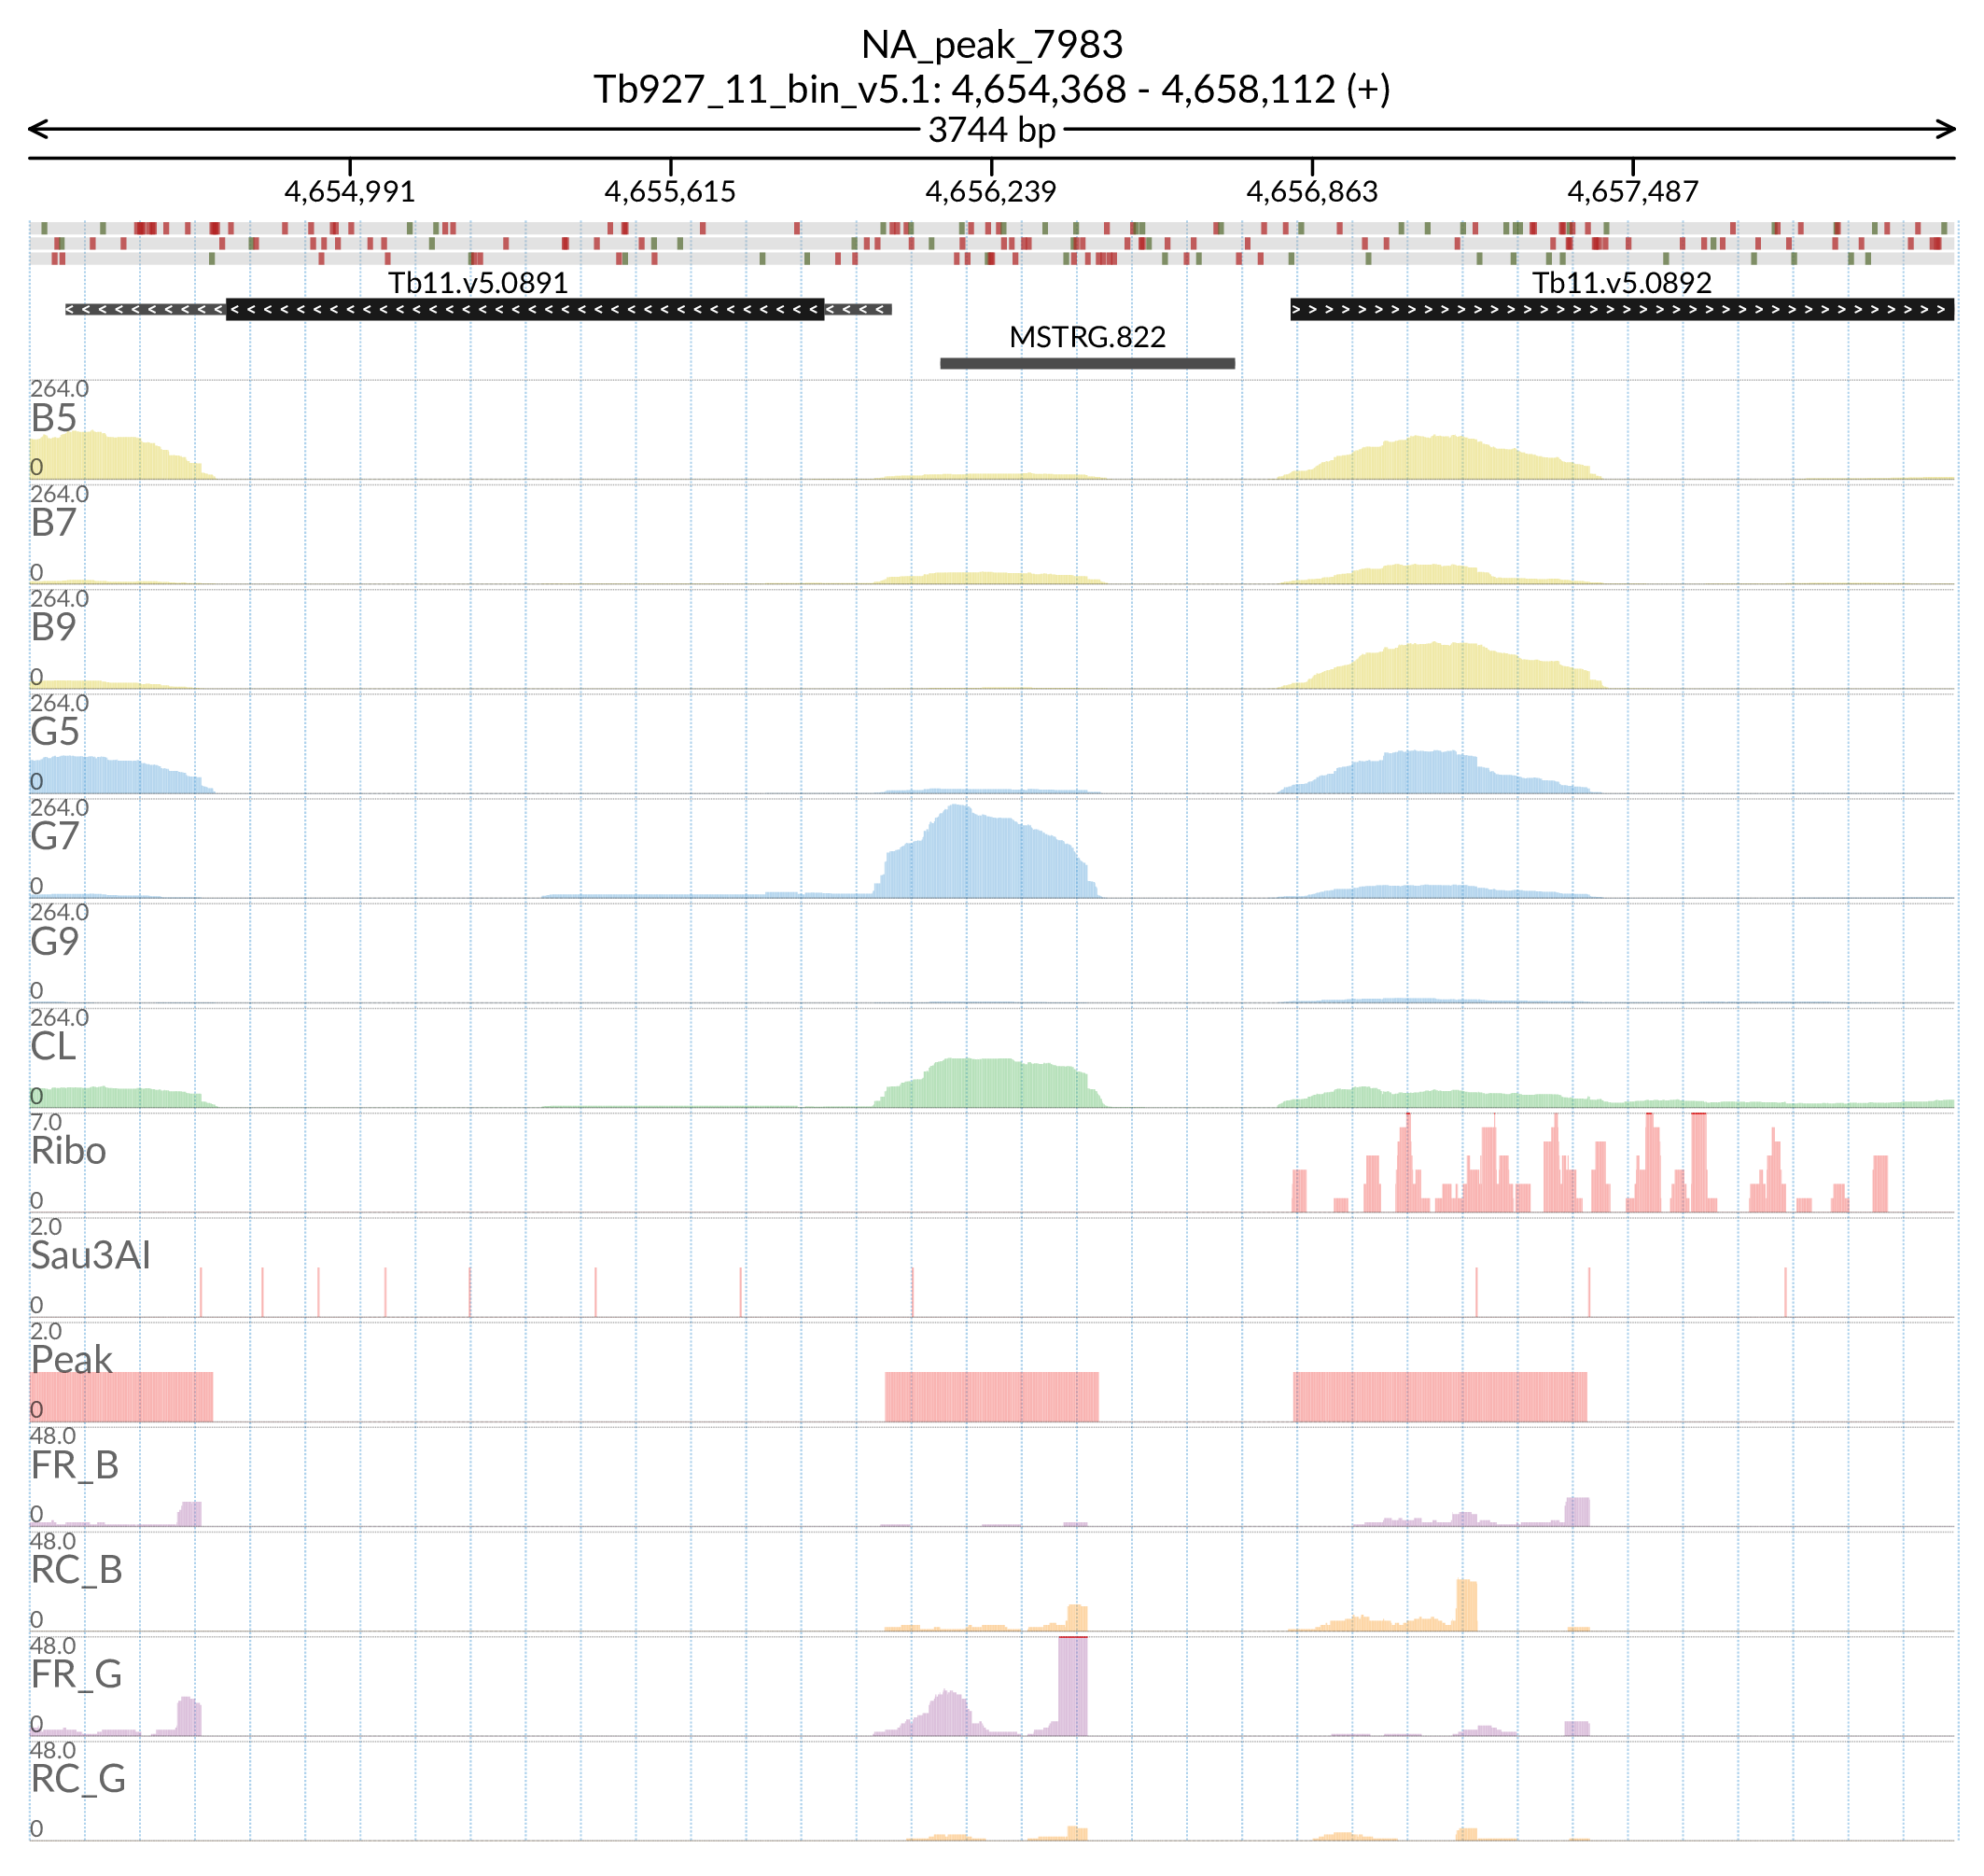 NA_peak_7983
Tb927_11_bin_v5.1: 4,654,368 - 4,658,112 (+)
3744 bp
4,654,991 4,655,615 4,656,239 4,656,863 4,657,487
Tb11.v5.0891 Tb11.v5.0892
MSTRG.822
264.0
B5
0
264.0
B7
0
264.0
B9
0
264.0
G5
0
264.0
G7
0
264.0
G9
0
264.0
CL
0
7.0
Ribo
0
2.0
Sau3AI
0
2.0
Peak
0
48.0
FR_B
0
48.0
RC_B
0
48.0
FR_G
0
48.0
RC_G
0